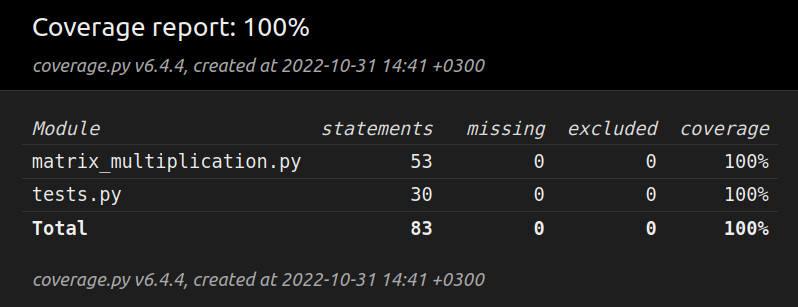 Coverage report: 100%
coverage.py v6.4.4, created at 2022-10-31 14:41 +0300
Module statements missing excluded coverage
matrix_multiplication.py 53 0 0 100%
tests.py 30 0 0 100%
Total 83 0 0 100%
coverage.py v6.4.4, created at 2022-10-31 14:41 +0300